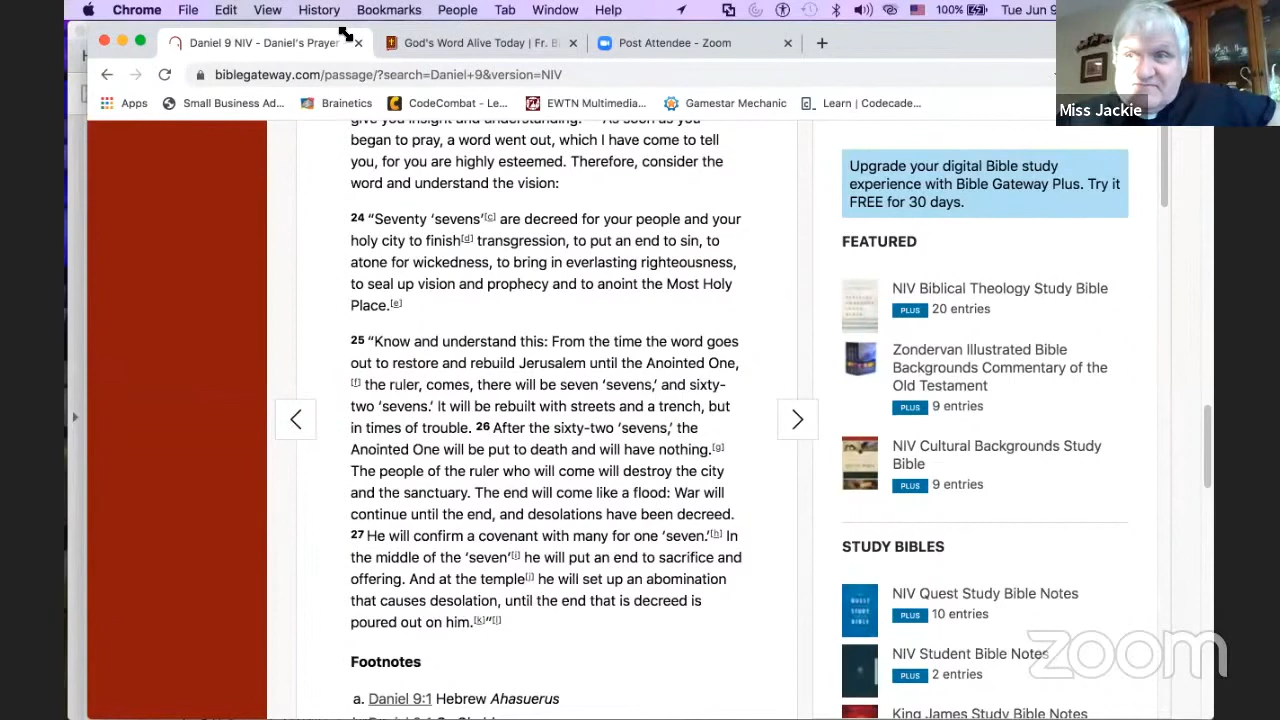 Chrome File Edit View History Bookmarks People Tab Window Help 100% Tue Jun 9
Daniel 9 NIV - Daniel's Prayer God's Word Alive Today | Fr. B Post Attendee - Zoom
biblegateway.com/passage/?search=Daniel+9&version=NIV
Apps Small Business Ad... Brainetics CodeCombat - Le... EWTN Multimedia... Gamestar Mechanic Learn | Codecade...
Miss Jackie
began to pray, a word went out, which I have come to tell
you, for you are highly esteemed. Therefore, consider the
word and understand the vision:
24 “Seventy ‘sevens’[c] are decreed for your people and your
holy city to finish[d] transgression, to put an end to sin, to
atone for wickedness, to bring in everlasting righteousness,
to seal up vision and prophecy and to anoint the Most Holy
Place.[e]
25 “Know and understand this: From the time the word goes
out to restore and rebuild Jerusalem until the Anointed One,
[f] the ruler, comes, there will be seven ‘sevens,’ and sixty-
two ‘sevens.’ It will be rebuilt with streets and a trench, but
in times of trouble. 26 After the sixty-two ‘sevens,’ the
Anointed One will be put to death and will have nothing.[g]
The people of the ruler who will come will destroy the city
and the sanctuary. The end will come like a flood: War will
continue until the end, and desolations have been decreed.
27 He will confirm a covenant with many for one ‘seven.’[h] In
the middle of the ‘seven’[i] he will put an end to sacrifice and
offering. And at the temple[j] he will set up an abomination
that causes desolation, until the end that is decreed is
poured out on him.[k]”[l]
Footnotes
a. Daniel 9:1 Hebrew Ahasuerus
Upgrade your digital Bible study
experience with Bible Gateway Plus. Try it
FREE for 30 days.
FEATURED
NIV Biblical Theology Study Bible
PLUS 20 entries
Zondervan Illustrated Bible
Backgrounds Commentary of the
Old Testament
PLUS 9 entries
NIV Cultural Backgrounds Study
Bible
PLUS 9 entries
STUDY BIBLES
NIV Quest Study Bible Notes
PLUS 10 entries
NIV Student Bible Notes
PLUS 2 entries
King James Study Bible Notes
zoom